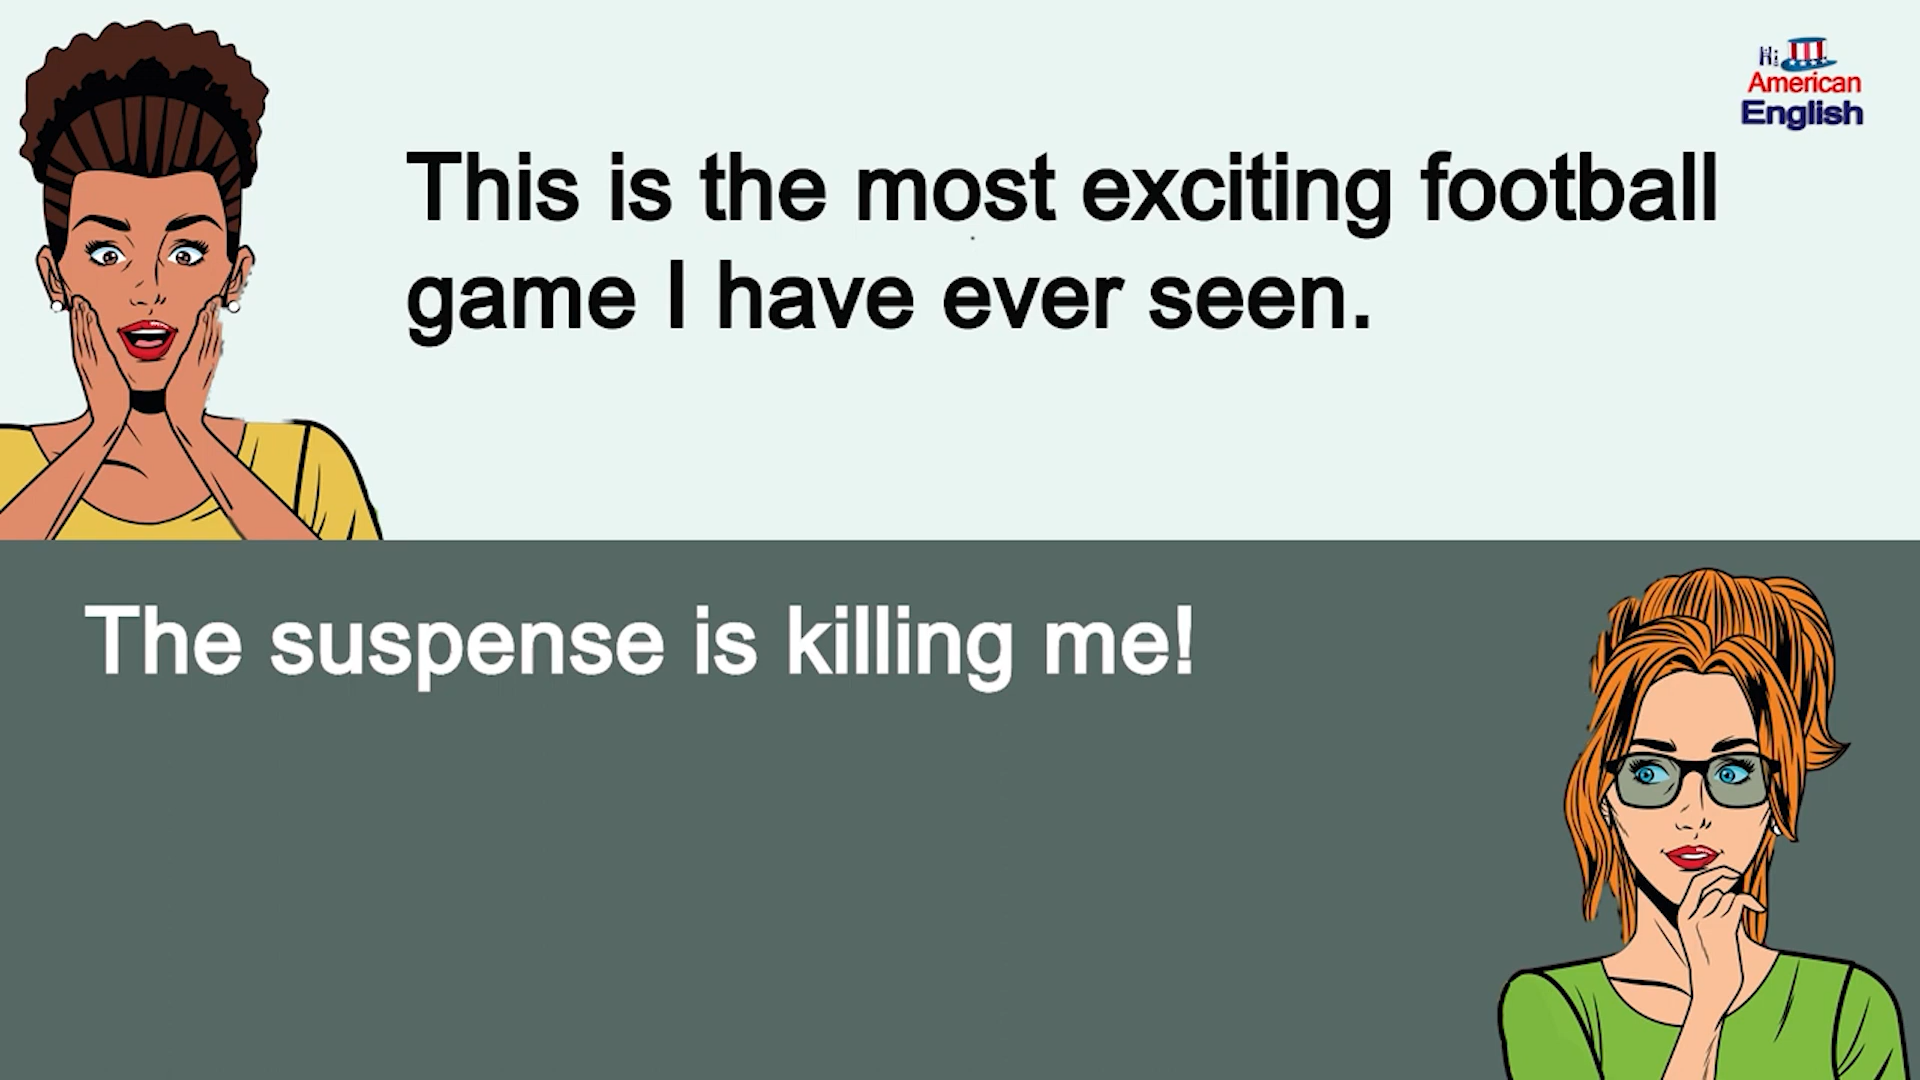 Hi
American
English
This is the most exciting football
game I have ever seen.
The suspense is killing me!